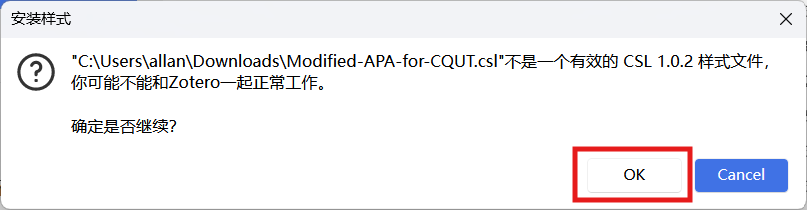 安装样式
"C:\Users\allan\Downloads\Modified-APA-for-CQUT.csl"不是一个有效的 CSL 1.0.2 样式文件，
你可能不能和Zotero一起正常工作。
确定是否继续？
OK
Cancel